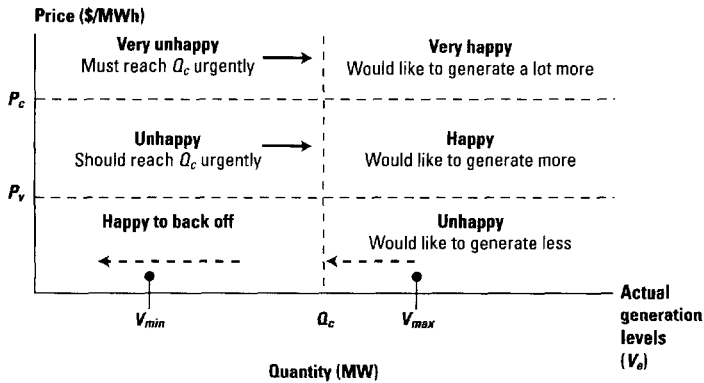 Price ($/MWh)
Very unhappy
Must reach Qc urgently
Very happy
Would like to generate a lot more
Pc
Unhappy
Should reach Qc urgently
Happy
Would like to generate more
Pv
Happy to back off
Unhappy
Would like to generate less
Vmin
Qc
Vmax
Actual
generation
levels
(Ve)
Quantity (MW)